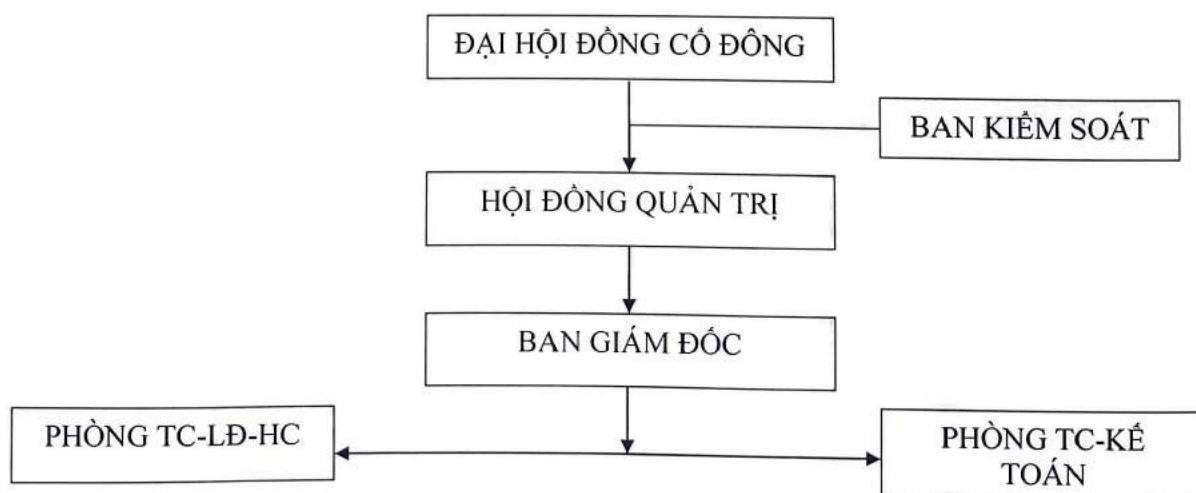 ĐẠI HỘI ĐỒNG CỔ ĐÔNG
BAN KIỂM SOÁT
HỘI ĐỒNG QUẢN TRỊ
BAN GIÁM ĐỐC
PHÒNG TC-LĐ-HC
PHÒNG TC-KẾ
TOÁN